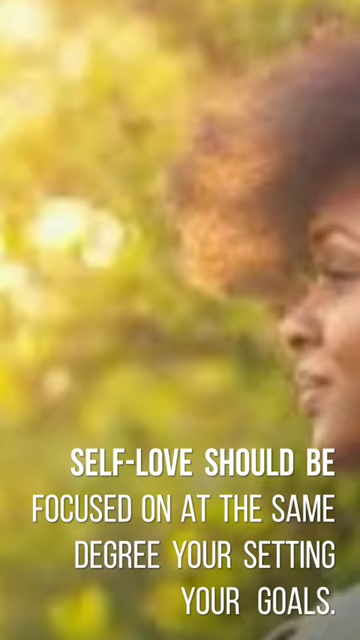 SELF-LOVE SHOULD BE
FOCUSED ON AT THE SAME
DEGREE YOUR SETTING
YOUR GOALS.